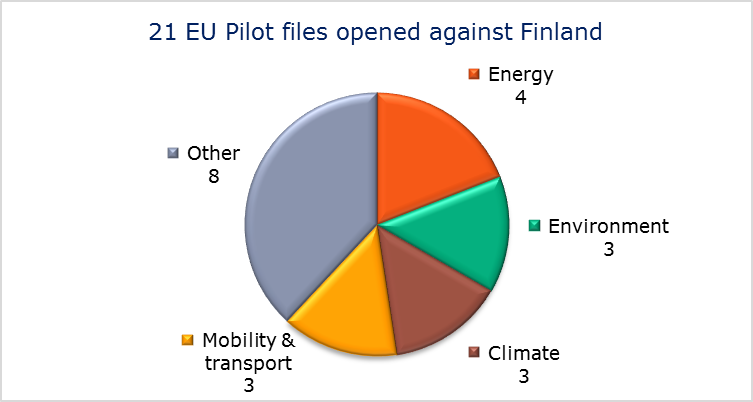 21 EU Pilot files opened against Finland
Energy
4
Environment
3
Climate
3
Mobility &
transport
3
Other
8